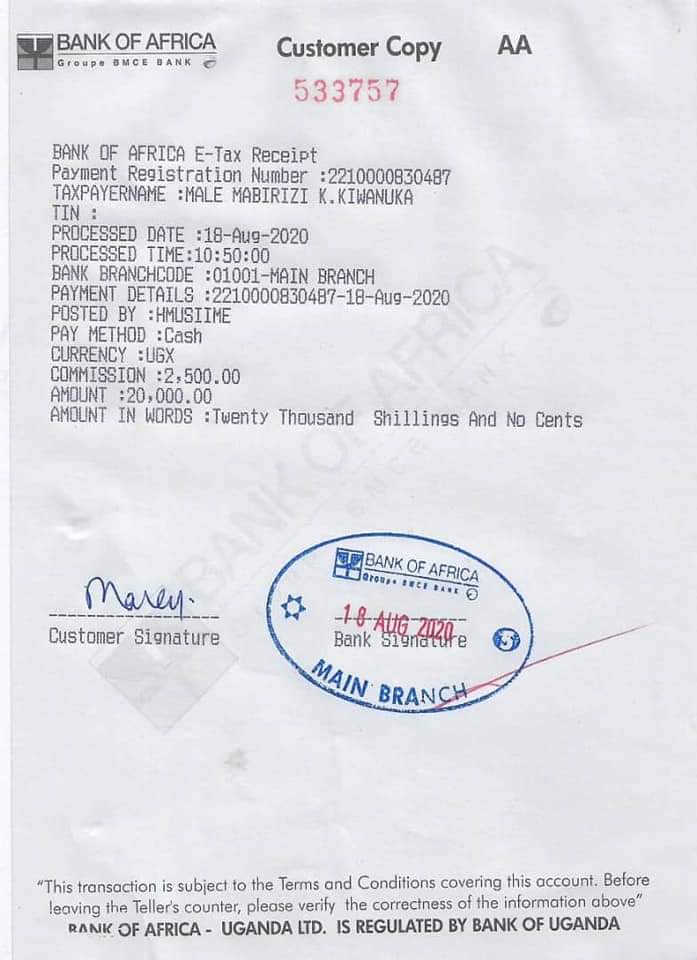 BANK OF AFRICA
Groupe BMCE BANK
Customer Copy
AA
533757
BANK OF AFRICA E-Tax Receipt
Payment Registration Number :2210000830487
TAXPAYERNAME :MALE MABIRIZI K.KIWANUKA
TIN :
PROCESSED DATE :18-Aug-2020
PROCESSED TIME:10:50:00
BANK BRANCHCODE :01001-MAIN BRANCH
PAYMENT DETAILS :2210000830487-18-Aug-2020
POSTED BY :HMUSIIME
PAY METHOD :Cash
CURRENCY :UGX
COMMISSION :2,500.00
AMOUNT :20,000.00
AMOUNT IN WORDS :Twenty Thousand Shillings And No Cents
BANK OF AFRICA
BMCE BANK
BANK OF AFRICA
Groupe BMCE BANK
18 AUG 2020
Customer Signature
Bank Signature
MAIN BRANCH
"This transaction is subject to the Terms and Conditions covering this account. Before
leaving the Teller's counter, please verify the correctness of the information above"
BANK OF AFRICA - UGANDA LTD. IS REGULATED BY BANK OF UGANDA